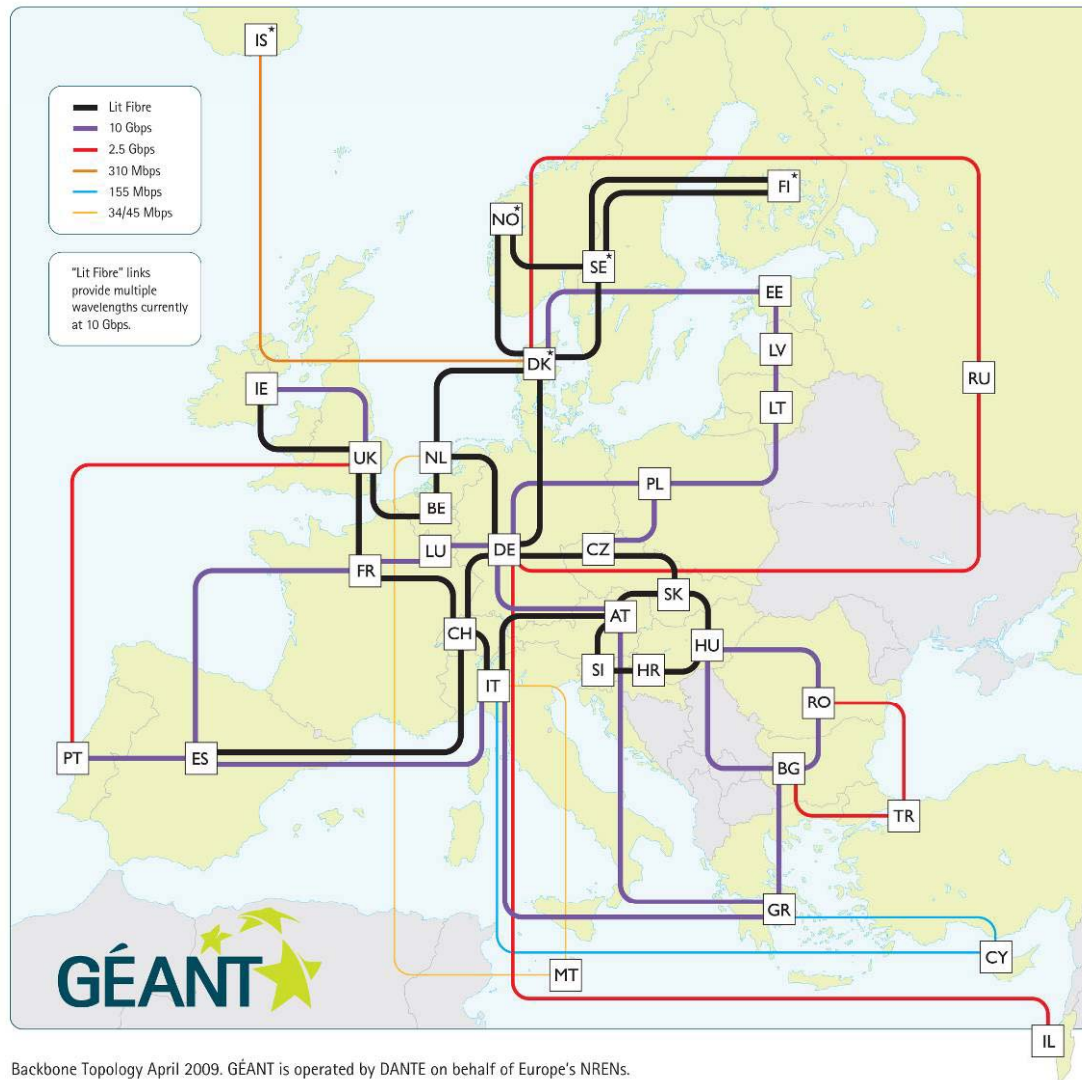 IS*
Lit Fibre
10 Gbps
2.5 Gbps
310 Mbps
155 Mbps
34/45 Mbps
"Lit Fibre" links
provide multiple
wavelengths currently
at 10 Gbps.
FI*
NO*
SE*
EE
LV
DK*
RU
IE
LT
UK
NL
PL
BE
LU
DE
CZ
FR
SK
AT
CH
HU
SI
HR
IT
RO
PT
ES
BG
TR
GR
CY
MT
GÉANT
IL
Backbone Topology April 2009. GÉANT is operated by DANTE on behalf of Europe's NRENs.